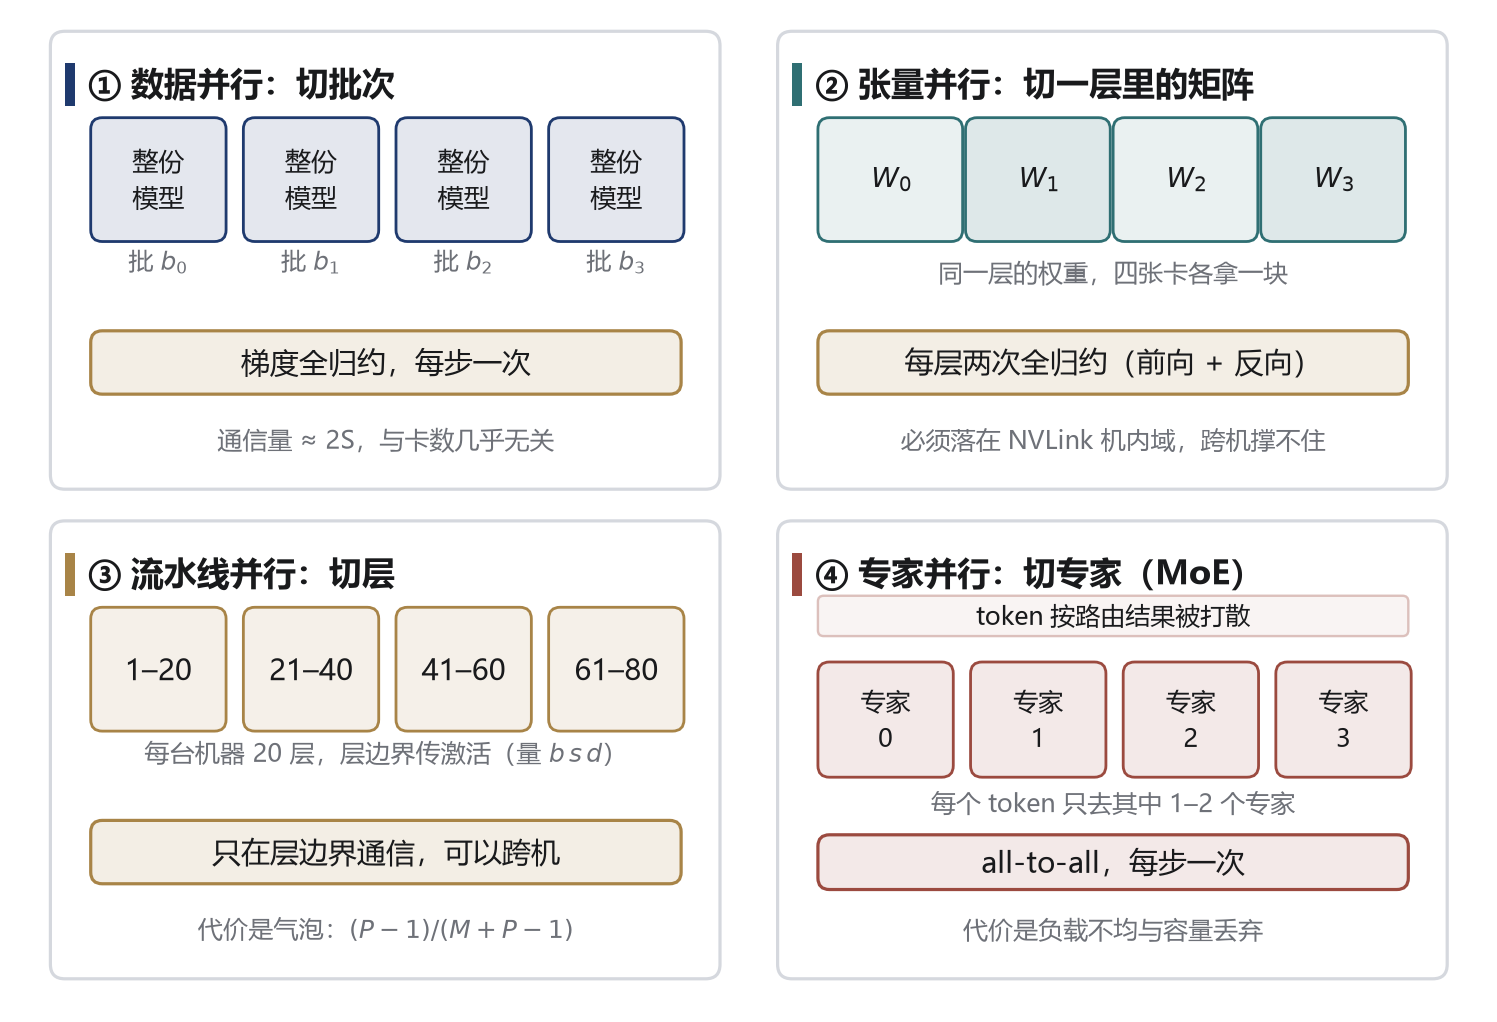 ① 数据并行：切批次
整份
模型
整份
模型
整份
模型
整份
模型
批 b₀
批 b₁
批 b₂
批 b₃
梯度全归约，每步一次
通信量 ≈ 2S，与卡数几乎无关
② 张量并行：切一层里的矩阵
W₀
W₁
W₂
W₃
同一层的权重，四张卡各拿一块
每层两次全归约（前向 + 反向）
必须落在 NVLink 机内域，跨机撑不住
③ 流水线并行：切层
1–20
21–40
41–60
61–80
每台机器 20 层，层边界传激活（量 b s d）
只在层边界通信，可以跨机
代价是气泡：(P − 1)/(M + P − 1)
④ 专家并行：切专家（MoE）
token 按路由结果被打散
专家
0
专家
1
专家
2
专家
3
每个 token 只去其中 1–2 个专家
all-to-all，每步一次
代价是负载不均与容量丢弃